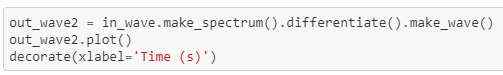 out_wave2 = in_wave.make_spectrum().differentiate().make_wave()
out_wave2.plot()
decorate(xlabel='Time (s)')